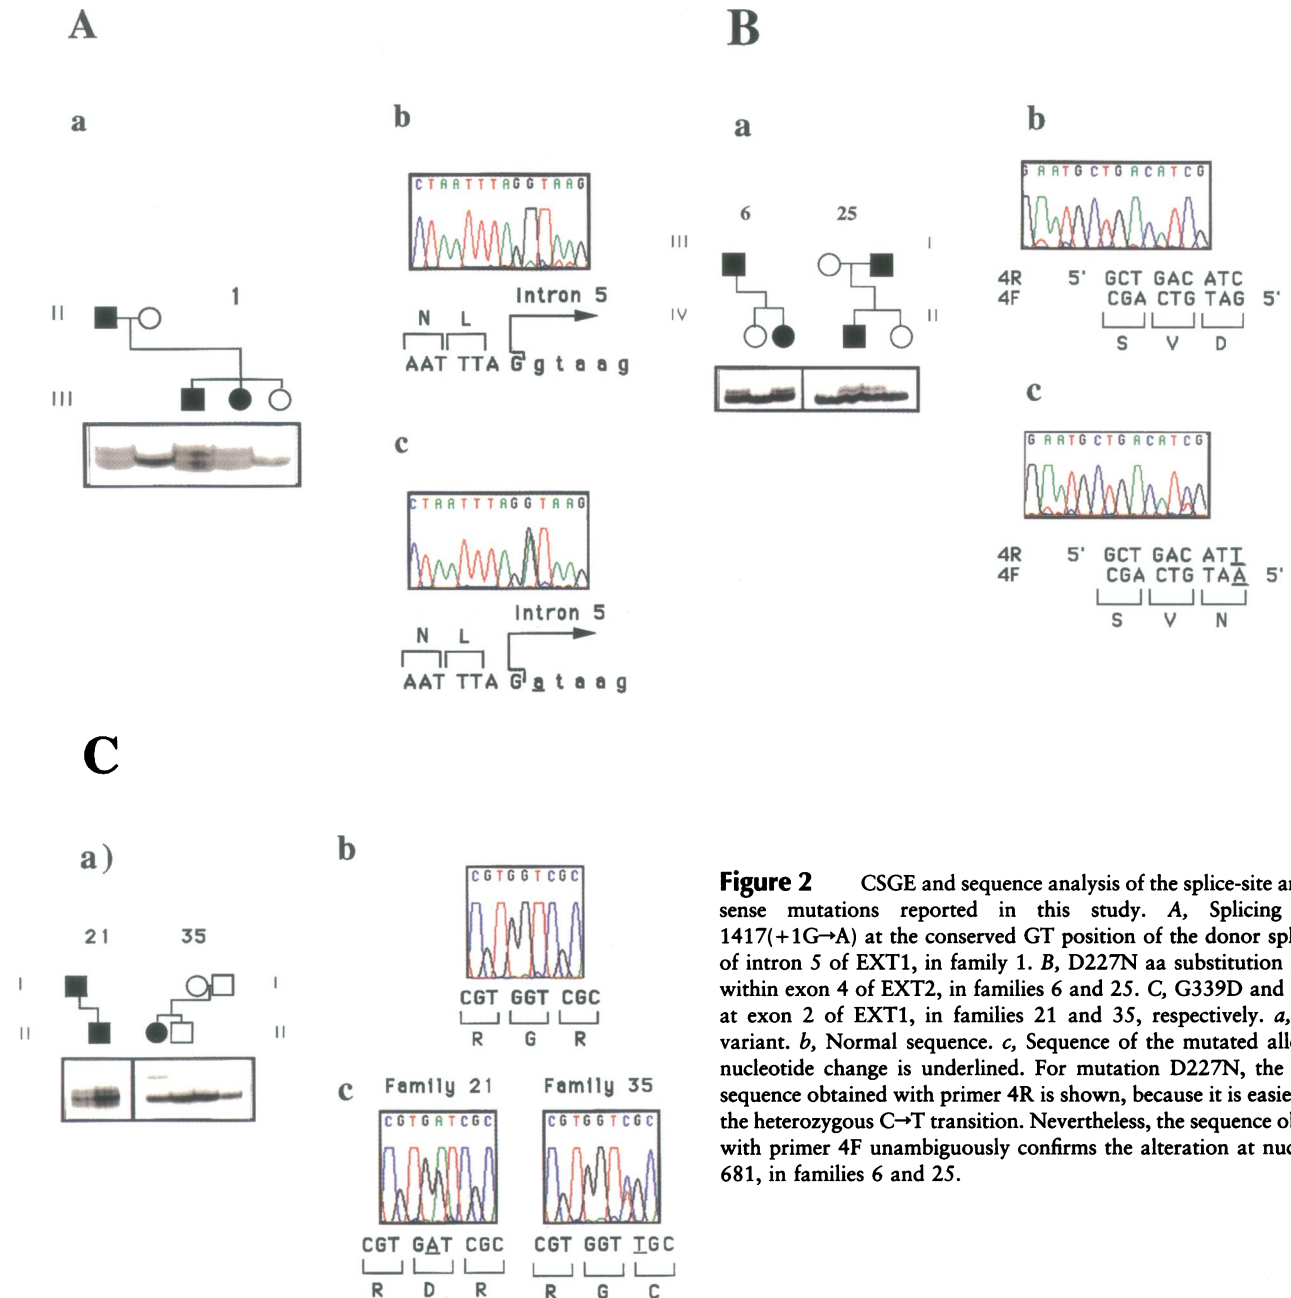 A
a
1
II
III
b
CTAATTTAGGTAAG
Intron 5
N L
AAT TTA G g t a a g
c
CTAATTTAGGTAAG
Intron 5
N L
AAT TTA G a t a a g
B
a
6 25
III I
IV II
b
GAATGCTGACATCG
4R 5' GCT GAC ATC
4F CGA CTG TAG 5'
S V D
c
GAATGCTGACATCG
4R 5' GCT GAC ATT
4F CGA CTG TAA 5'
S V N
C
a)
21 35
I I
II II
b
CGTGGTCGC
CGT GGT CGC
R G R
c
Family 21 Family 35
CGTGATCGC CGTGGTCGC
CGT GAT CGC CGT GGT TGC
R D R R G C
Figure 2 CSGE and sequence analysis of the splice-site
sense mutations reported in this study. A, Splicing
1417(+1G→A) at the conserved GT position of the donor
of intron 5 of EXT1, in family 1. B, D227N aa substitution
within exon 4 of EXT2, in families 6 and 25. C, G339D and
at exon 2 of EXT1, in families 21 and 35, respectively. a,
variant. b, Normal sequence. c, Sequence of the mutated
nucleotide change is underlined. For mutation D227N, the
sequence obtained with primer 4R is shown, because it is
the heterozygous C→T transition. Nevertheless, the sequence
with primer 4F unambiguously confirms the alteration at
681, in families 6 and 25.